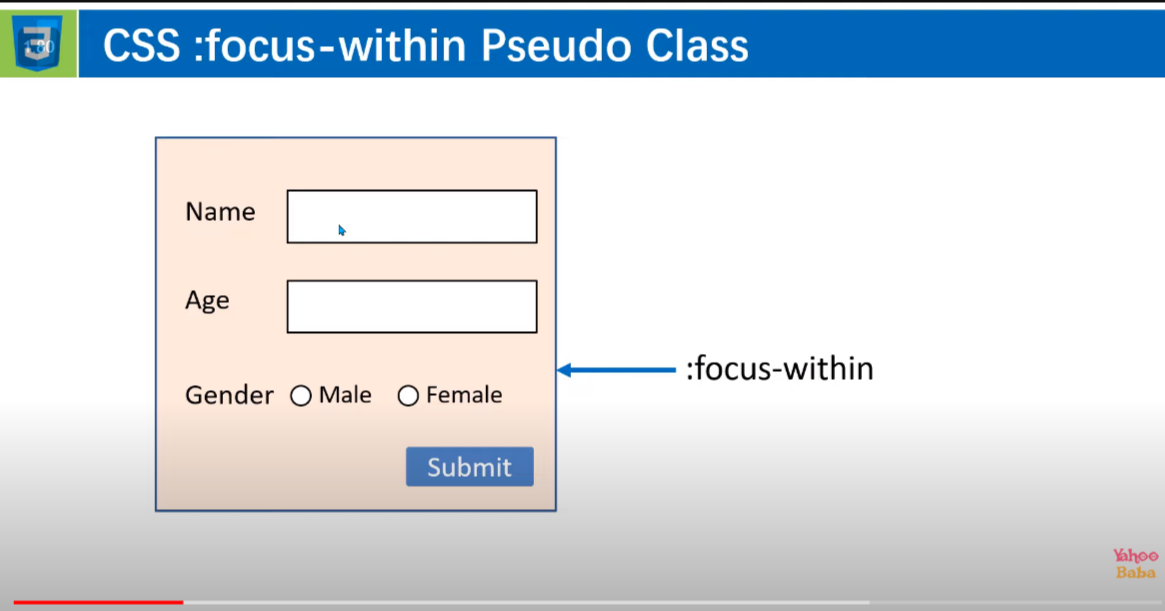 CSS :focus-within Pseudo Class
Name
Age
:focus-within
Gender Male Female
Submit
Yahoo
Baba